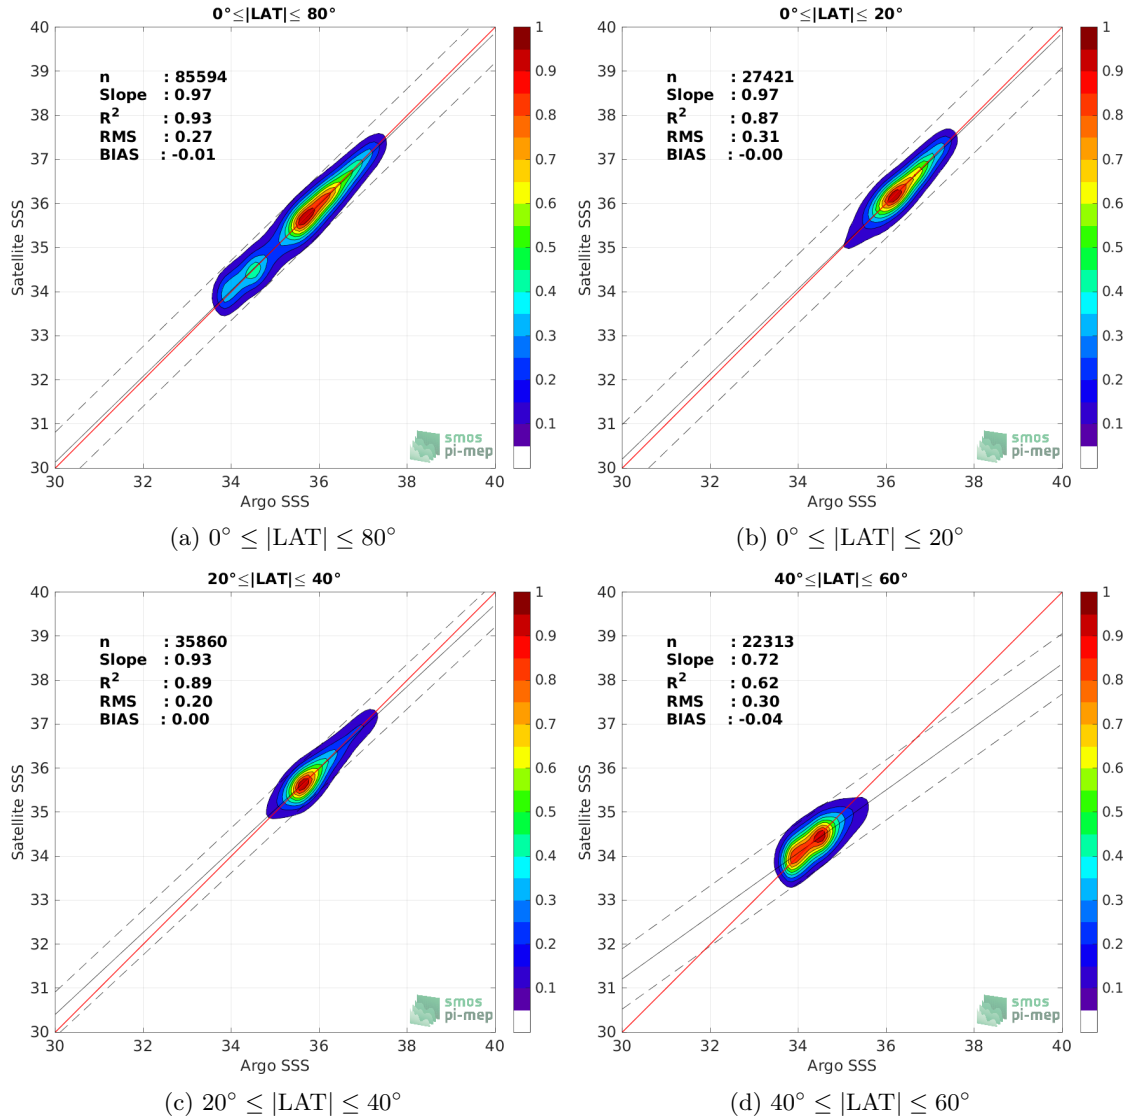 0°≤|LAT|≤ 80°
40
39
38
37
36
35
34
33
32
31
30
30 32 34 36 38 40
Satellite SSS
Argo SSS
n : 85594
Slope : 0.97
R² : 0.93
RMS : 0.27
BIAS : -0.01
smos
pi-mep
1
0.9
0.8
0.7
0.6
0.5
0.4
0.3
0.2
0.1
(a) 0° ≤ |LAT| ≤ 80°
0°≤|LAT|≤ 20°
40
39
38
37
36
35
34
33
32
31
30
30 32 34 36 38 40
Satellite SSS
Argo SSS
n : 27421
Slope : 0.97
R² : 0.87
RMS : 0.31
BIAS : -0.00
smos
pi-mep
1
0.9
0.8
0.7
0.6
0.5
0.4
0.3
0.2
0.1
(b) 0° ≤ |LAT| ≤ 20°
20°≤|LAT|≤ 40°
40
39
38
37
36
35
34
33
32
31
30
30 32 34 36 38 40
Satellite SSS
Argo SSS
n : 35860
Slope : 0.93
R² : 0.89
RMS : 0.20
BIAS : 0.00
smos
pi-mep
1
0.9
0.8
0.7
0.6
0.5
0.4
0.3
0.2
0.1
(c) 20° ≤ |LAT| ≤ 40°
40°≤|LAT|≤ 60°
40
39
38
37
36
35
34
33
32
31
30
30 32 34 36 38 40
Satellite SSS
Argo SSS
n : 22313
Slope : 0.72
R² : 0.62
RMS : 0.30
BIAS : -0.04
smos
pi-mep
1
0.9
0.8
0.7
0.6
0.5
0.4
0.3
0.2
0.1
(d) 40° ≤ |LAT| ≤ 60°